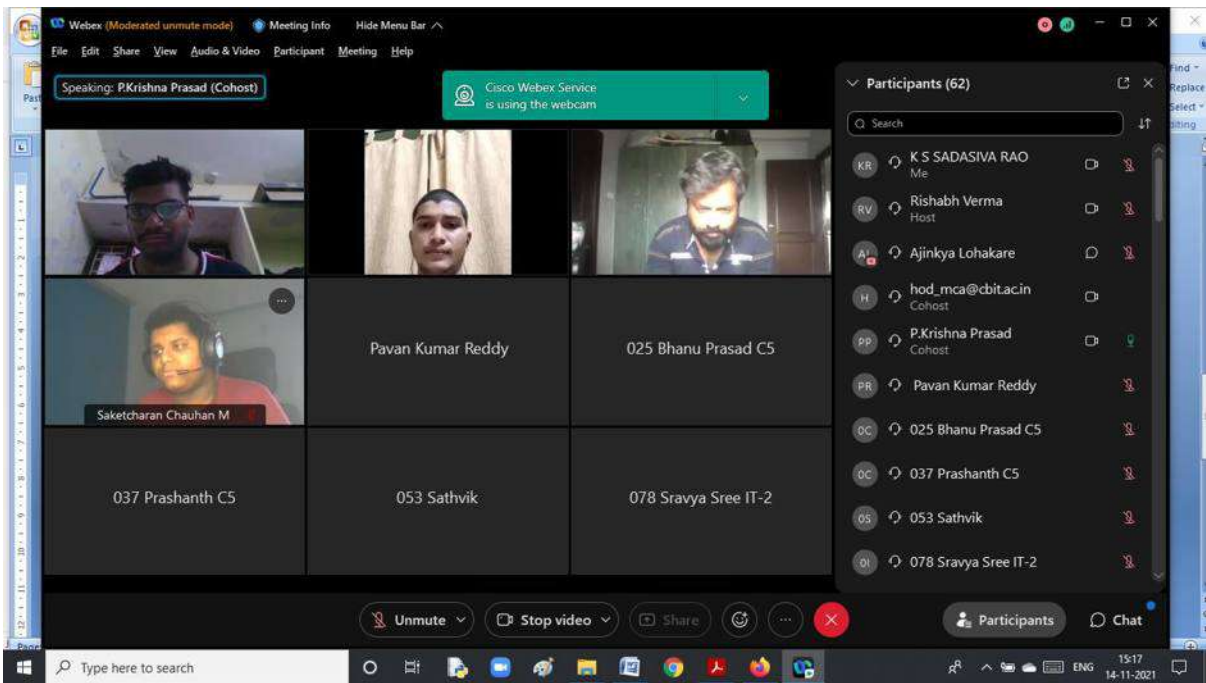 Webex (Moderated unmute mode) Meeting Info Hide Menu Bar
File Edit Share View Audio & Video Participant Meeting Help
Find
Replace
Select
Past
Speaking: P.Krishna Prasad (Cohost)
Cisco Webex Service
is using the webcam
Saketcharan Chauhan M
Pavan Kumar Reddy
025 Bhanu Prasad C5
037 Prashanth C5
053 Sathvik
078 Sravya Sree IT-2
Participants (62)
Search
KR K S SADASIVA RAO
Me
RV Rishabh Verma
Host
Ajinkya Lohakare
H hod_mca@cbit.ac.in
Cohost
PP P.Krishna Prasad
Cohost
PR Pavan Kumar Reddy
0C 025 Bhanu Prasad C5
0C 037 Prashanth C5
0S 053 Sathvik
0I 078 Sravya Sree IT-2
Unmute Stop video Share Participants Chat
Type here to search
ENG
15:17
14-11-2021